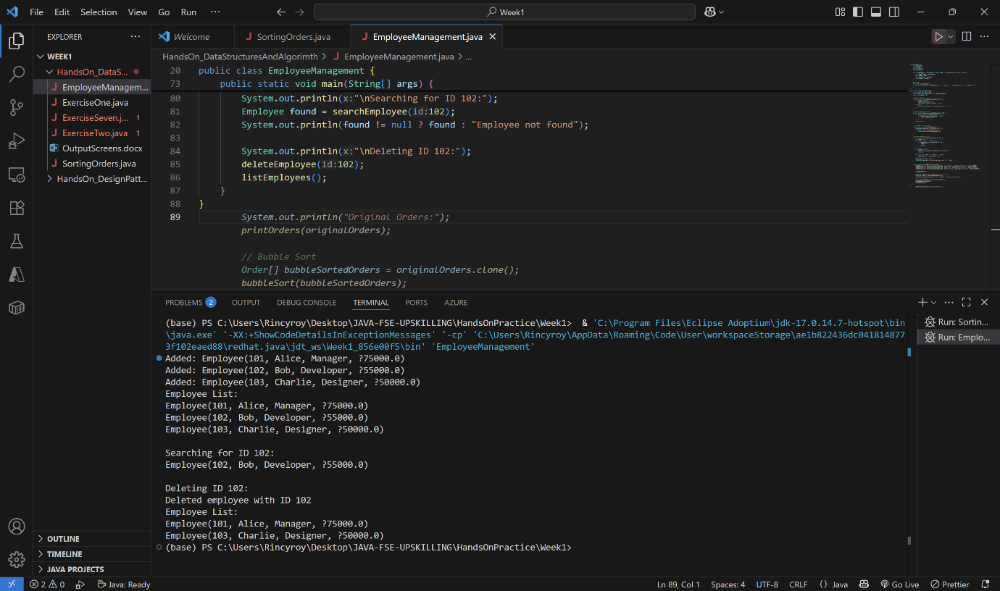 File Edit Selection View Go Run ··· Week1
EXPLORER ···
WEEK1
HandsOn_DataS...
EmployeeManagem...
ExerciseOne.java
ExerciseSeven.j... 1
ExerciseTwo.java 1
OutputScreens.docx
SortingOrders.java
HandsOn_DesignPatt...
OUTLINE
TIMELINE
JAVA PROJECTS
Welcome SortingOrders.java EmployeeManagement.java
HandsOn_DataStructuresAndAlgorimth > EmployeeManagement.java > ...
20 public class EmployeeManagement {
73 public static void main(String[] args) {
80 System.out.println(x:"\nSearching for ID 102:");
81 Employee found = searchEmployee(id:102);
82 System.out.println(found != null ? found : "Employee not found");
83
84 System.out.println(x:"\nDeleting ID 102:");
85 deleteEmployee(id:102);
86 listEmployees();
87 }
88 }
89 System.out.println("Original Orders:");
printOrders(originalOrders);
// Bubble Sort
Order[] bubbleSortedOrders = originalOrders.clone();
bubbleSort(bubbleSortedOrders);
PROBLEMS 2 OUTPUT DEBUG CONSOLE TERMINAL PORTS AZURE
(base) PS C:\Users\Rincyroy\Desktop\JAVA-FSE-UPSKILLING\HandsOnPractice\Week1> & 'C:\Program Files\Eclipse Adoptium\jdk-17.0.14.7-hotspot\bin
\java.exe' '-XX:+ShowCodeDetailsInExceptionMessages' '-cp' 'C:\Users\Rincyroy\AppData\Roaming\Code\User\workspaceStorage\ae1b822436dc041814877
3f102eaed88\redhat.java\jdt_ws\Week1_856e00f5\bin' 'EmployeeManagement'
Added: Employee(101, Alice, Manager, ?75000.0)
Added: Employee(102, Bob, Developer, ?55000.0)
Added: Employee(103, Charlie, Designer, ?50000.0)
Employee List:
Employee(101, Alice, Manager, ?75000.0)
Employee(102, Bob, Developer, ?55000.0)
Employee(103, Charlie, Designer, ?50000.0)
Searching for ID 102:
Employee(102, Bob, Developer, ?55000.0)
Deleting ID 102:
Deleted employee with ID 102
Employee List:
Employee(101, Alice, Manager, ?75000.0)
Employee(103, Charlie, Designer, ?50000.0)
(base) PS C:\Users\Rincyroy\Desktop\JAVA-FSE-UPSKILLING\HandsOnPractice\Week1>
Run: Sortin...
Run: Emplo...
2 0 Java: Ready Ln 89, Col 1 Spaces: 4 UTF-8 CRLF {} Java Go Live Prettier